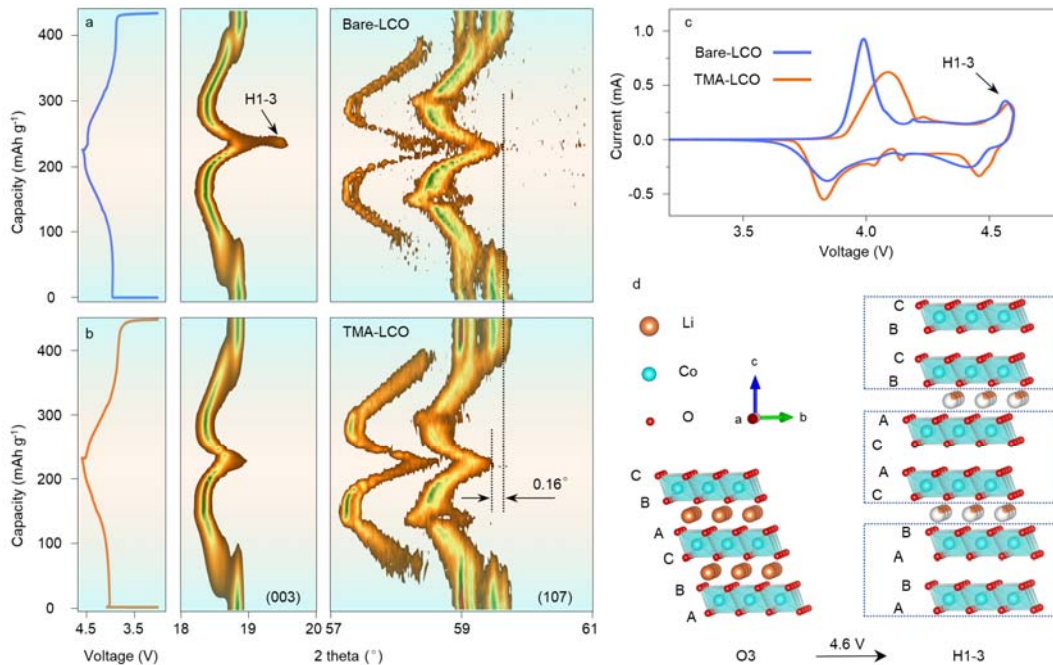 a
Bare-LCO
H1-3
Capacity (mAh g⁻¹)
400
300
200
100
0
b
TMA-LCO
0.16°
(003)
(107)
Capacity (mAh g⁻¹)
400
300
200
100
0
4.5 3.5
18 19 20
57 59 61
Voltage (V)
2 theta (°)
c
Bare-LCO
TMA-LCO
H1-3
Current (mA)
1.0
0.5
0.0
-0.5
3.5 4.0 4.5
Voltage (V)
d
Li
Co
O
c
a
b
C
B
A
C
B
A
O3
4.6 V
C
B
C
B
A
C
A
C
B
A
B
A
H1-3